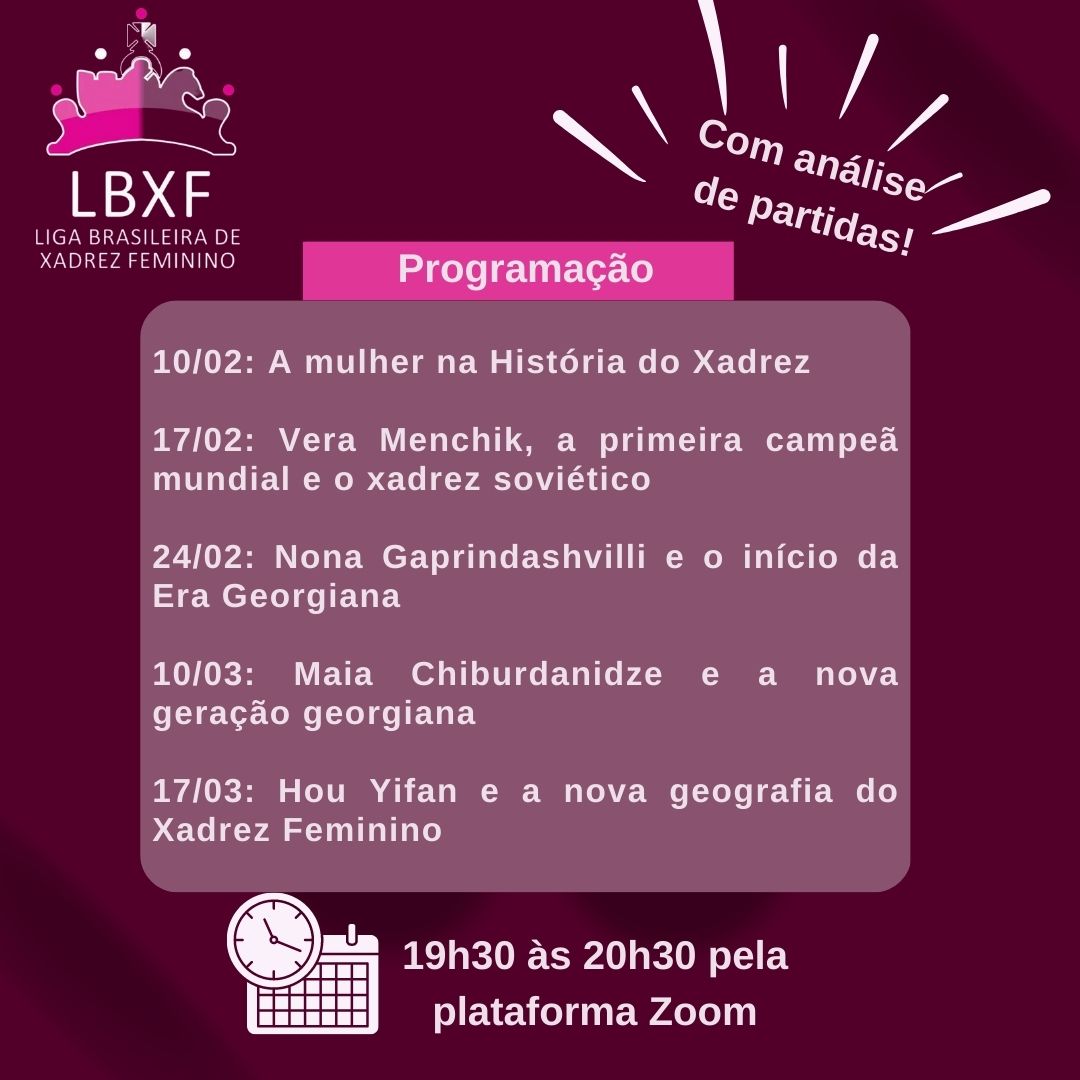 LBXF
LIGA BRASILEIRA DE
XADREZ FEMININO
Com análise
de partidas!
Programação
10/02: A mulher na História do Xadrez
17/02: Vera Menchik, a primeira campeã
mundial e o xadrez soviético
24/02: Nona Gaprindashvilli e o início da
Era Georgiana
10/03: Maia Chiburdanidze e a nova
geração georgiana
17/03: Hou Yifan e a nova geografia do
Xadrez Feminino
19h30 às 20h30 pela
plataforma Zoom